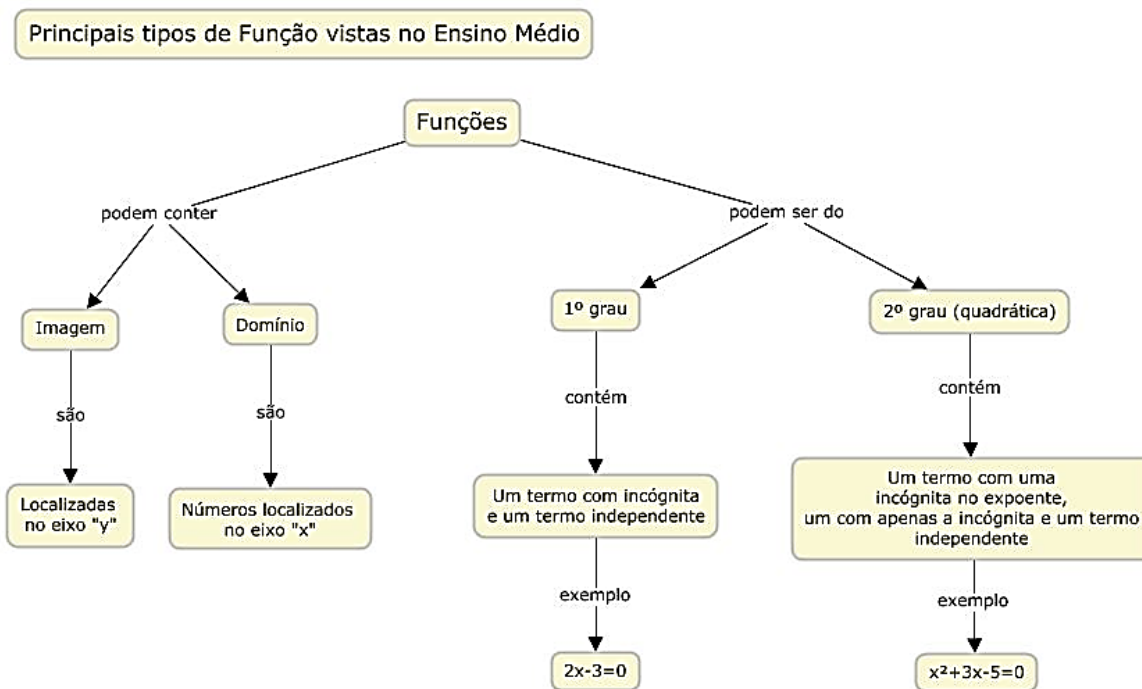 Principais tipos de Função vistas no Ensino Médio
Funções
podem conter
podem ser do
Imagem
Domínio
1º grau
2º grau (quadrática)
são
são
contém
contém
Localizadas
no eixo "y"
Números localizados
no eixo "x"
Um termo com incógnita
e um termo independente
Um termo com uma
incógnita no expoente,
um com apenas a incógnita e um termo
independente
exemplo
exemplo
2x-3=0
x²+3x-5=0